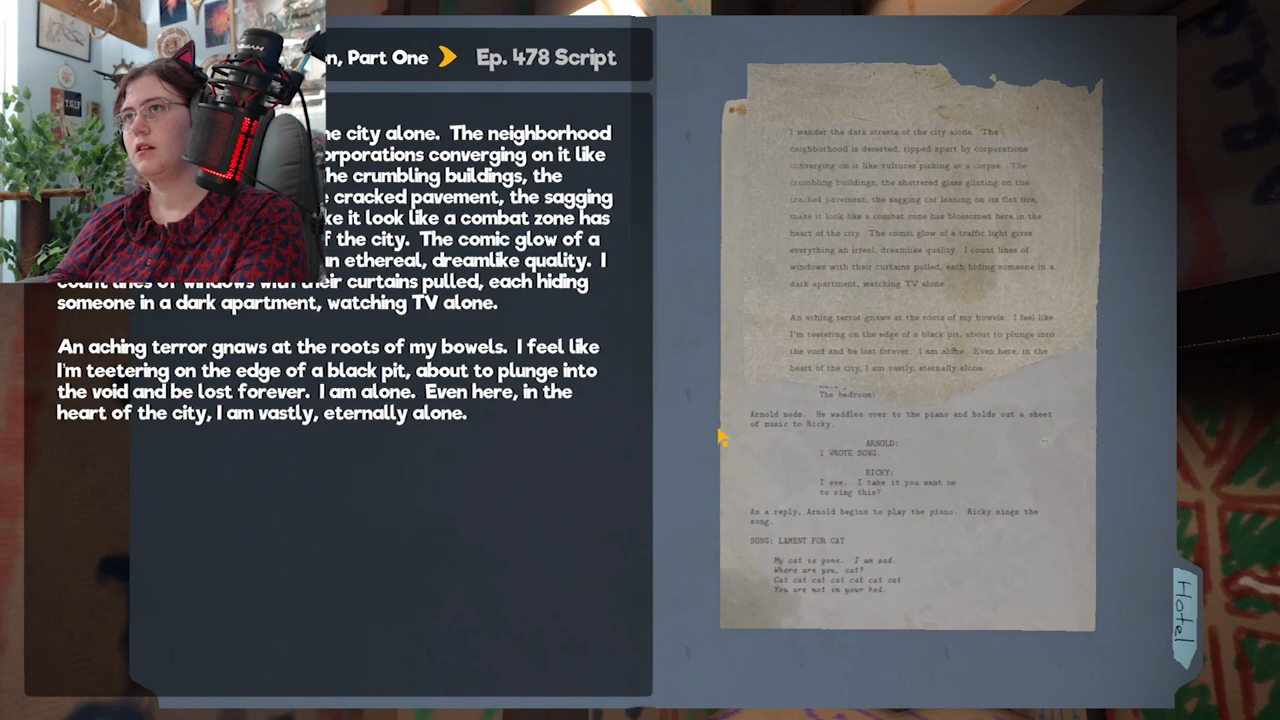 n, Part One
Ep. 478 Script
he city alone. The neighborhood
orporations converging on it like
he crumbling buildings, the
e cracked pavement, the sagging
ke it look like a combat zone has
f the city. The comic glow of a
n ethereal, dreamlike quality. I
count lines of windows with their curtains pulled, each hiding
someone in a dark apartment, watching TV alone.
An aching terror gnaws at the roots of my bowels. I feel like
I'm teetering on the edge of a black pit, about to plunge into
the void and be lost forever. I am alone. Even here, in the
heart of the city, I am vastly, eternally alone.
I wander the dark streets of the city alone. The
neighborhood is deserted, ripped apart by corporations
converging on it like vultures picking at a corpse. The
crumbling buildings, the shattered glass glinting on the
cracked pavement, the sagging car leaning on its flat tire,
make it look like a combat zone has blossomed here in the
heart of the city. The comic glow of a traffic light gives
everything an irreal, dreamlike quality. I count lines of
windows with their curtains pulled, each hiding someone in a
dark apartment, watching TV alone.
An aching terror gnaws at the roots of my bowels. I feel like
I'm teetering on the edge of a black pit, about to plunge into
the void and be lost forever. I am alone. Even here, in the
heart of the city, I am vastly, eternally alone.
The bedroom:
Arnold nods. He waddles over to the piano and holds out a sheet
of music to Ricky.
ARNOLD:
I WROTE SONG.
RICKY:
I see. I take it you want me
to sing this?
As a reply, Arnold begins to play the piano. Ricky sings the
song.
SONG: LAMENT FOR CAT
My cat is gone. I am sad.
Where are you, cat?
Cat cat cat cat cat cat cat
You are not in your bed.
Hotel